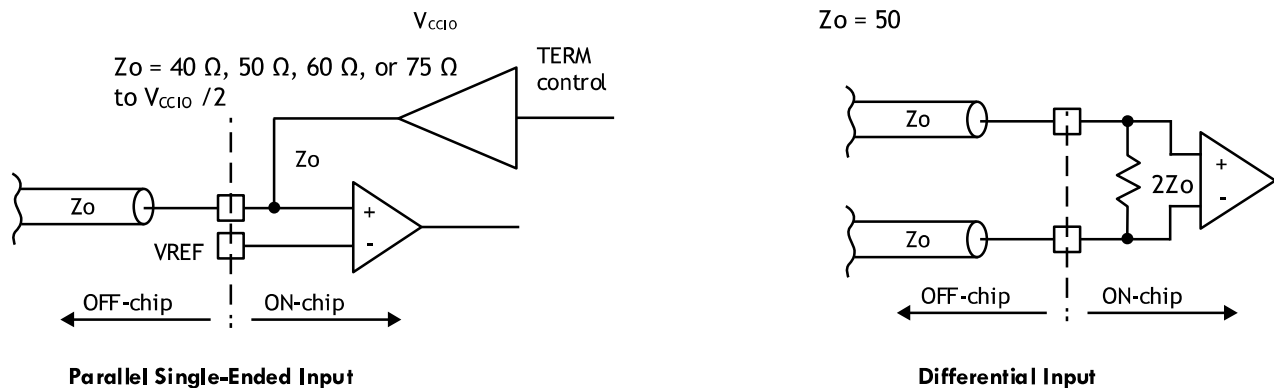 VCCIO
Zo = 40 Ω, 50 Ω, 60 Ω, or 75 Ω
to VCCIO /2
TERM
control
Zo
Zo
+
-
VREF
OFF-chip
ON-chip
Parallel Single-Ended Input
Zo = 50
Zo
+
2Zo
-
Zo
OFF-chip
ON-chip
Differential Input